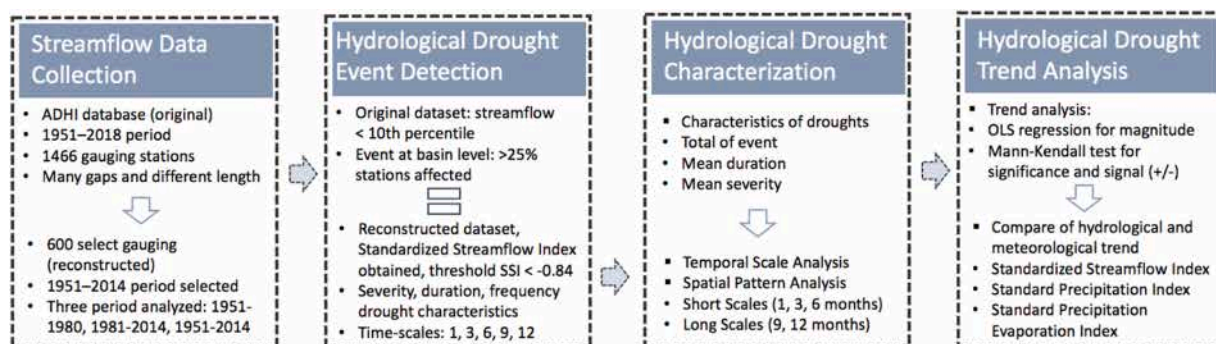 Streamflow Data
Collection
• ADHI database (original)
• 1951–2018 period
• 1466 gauging stations
• Many gaps and different length
• 600 select gauging
(reconstructed)
• 1951–2014 period selected
• Three period analyzed: 1951-
1980, 1981-2014, 1951-2014
Hydrological Drought
Event Detection
• Original dataset: streamflow
< 10th percentile
• Event at basin level: >25%
stations affected
• Reconstructed dataset,
Standardized Streamflow Index
obtained, threshold SSI < -0.84
• Severity, duration, frequency
drought characteristics
• Time-scales: 1, 3, 6, 9, 12
Hydrological Drought
Characterization
▪ Characteristics of droughts
• Total of event
• Mean duration
• Mean severity
▪ Temporal Scale Analysis
▪ Spatial Pattern Analysis
• Short Scales (1, 3, 6 months)
• Long Scales (9, 12 months)
Hydrological Drought
Trend Analysis
▪ Trend analysis:
• OLS regression for magnitude
• Mann-Kendall test for
significance and signal (+/-)
▪ Compare of hydrological and
meteorological trend
• Standardized Streamflow Index
• Standard Precipitation Index
• Standard Precipitation
Evaporation Index